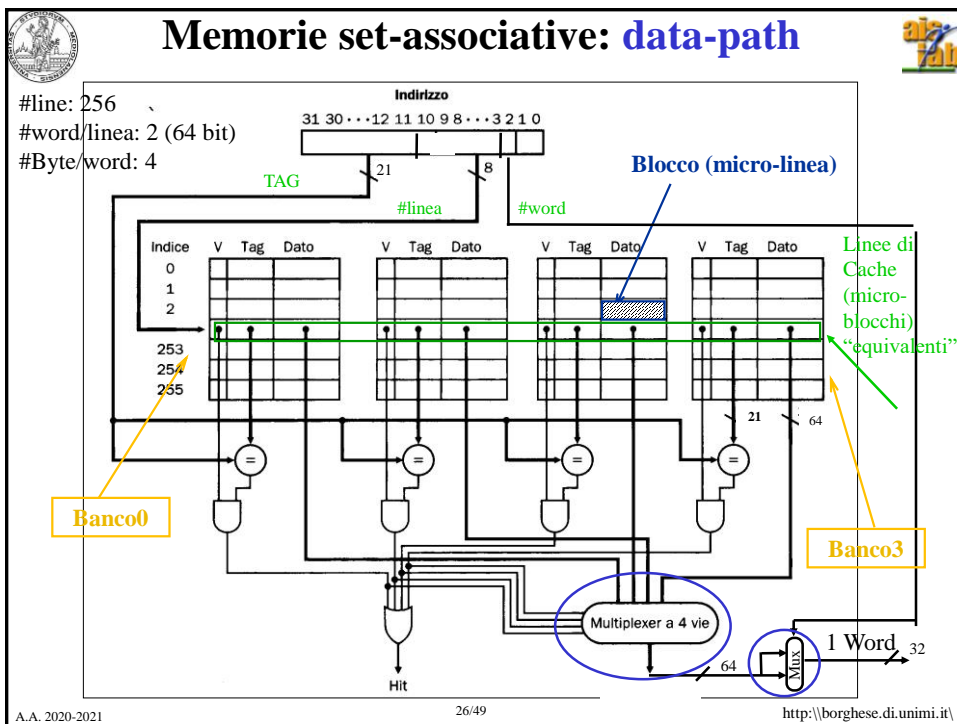 Memorie set-associative: data-path
#line: 256 `
#word/linea: 2 (64 bit)
#Byte/word: 4
Indirizzo
31 30 · · · 12 11 10 9 8 · · · 3 2 1 0
21
8
TAG
#linea
#word
Blocco (micro-linea)
Indice V Tag Dato V Tag Dato V Tag Dato V Tag Dato
0
1
2
253
254
255
Linee di
Cache
(micro-
blocchi)
"equivalenti"
21
64
= = = =
Banco0
Banco3
Multiplexer a 4 vie
Mux
1 Word
32
64
Hit
A.A. 2020-2021
26/49
http:\\borghese.di.unimi.it\